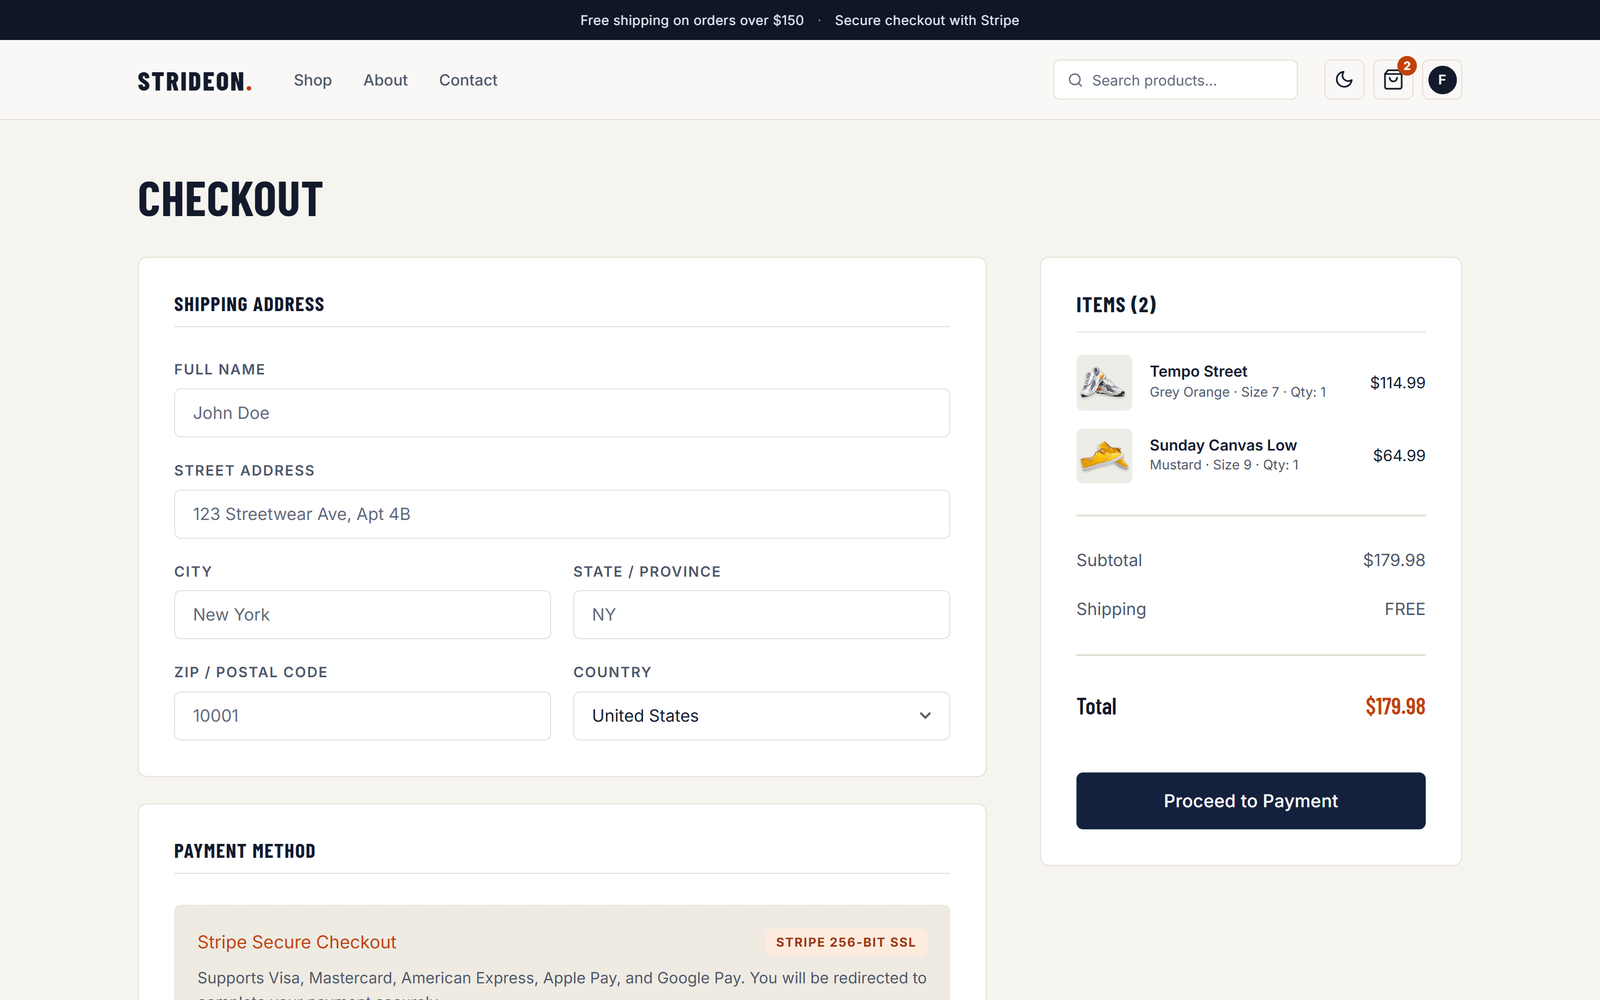 Free shipping on orders over $150 · Secure checkout with Stripe
STRIDEON. Shop About Contact Search products... 2 F
CHECKOUT
SHIPPING ADDRESS
FULL NAME
John Doe
STREET ADDRESS
123 Streetwear Ave, Apt 4B
CITY STATE / PROVINCE
New York NY
ZIP / POSTAL CODE COUNTRY
10001 United States
PAYMENT METHOD
Stripe Secure Checkout STRIPE 256-BIT SSL
Supports Visa, Mastercard, American Express, Apple Pay, and Google Pay. You will be redirected to
complete your payment securely.
ITEMS (2)
Tempo Street
Grey Orange · Size 7 · Qty: 1 $114.99
Sunday Canvas Low
Mustard · Size 9 · Qty: 1 $64.99
Subtotal $179.98
Shipping FREE
Total $179.98
Proceed to Payment